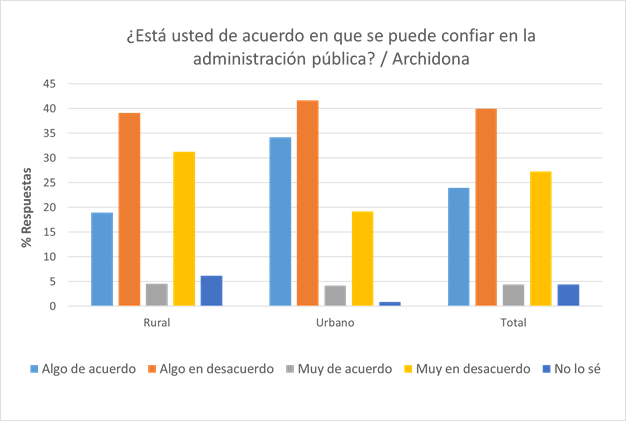 ¿Está usted de acuerdo en que se puede confiar en la
administración pública? / Archidona
% Respuestas
45
40
35
30
25
20
15
10
5
0
Rural Urbano Total
Algo de acuerdo Algo en desacuerdo Muy de acuerdo Muy en desacuerdo No lo sé